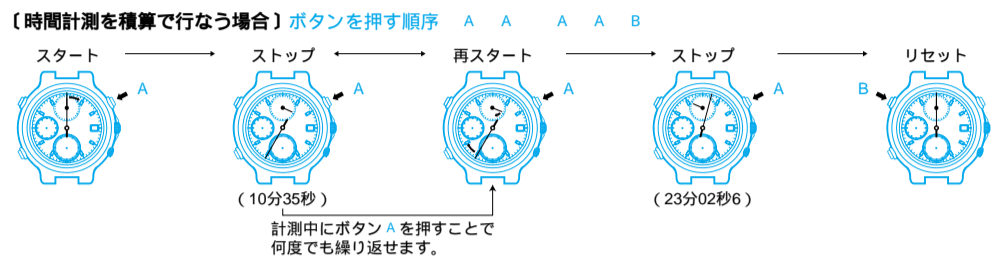 〔時間計測を積算で行なう場合〕ボタンを押す順序 A A A A B
スタート ストップ 再スタート ストップ リセット
A A A A B
(10分35秒) (23分02秒6)
計測中にボタン A を押すことで
何度でも繰り返せます。